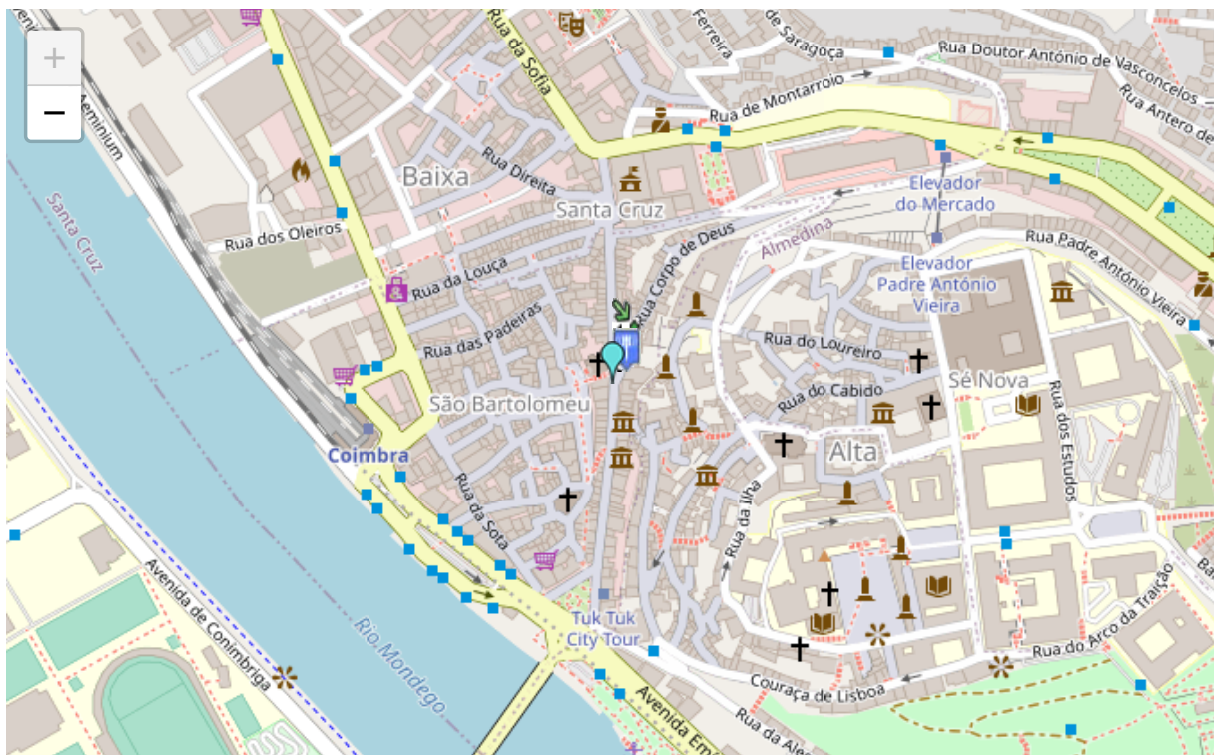 +
−
Aeminium
Santa Cruz
Rua da Sofia
Ferreira
de Saragoça
Rua Doutor António de Vasconcelos
Rua Antero de
Rua de Montarroio
Rua Direita
Baixa
Santa Cruz
Elevador
do Mercado
Rua dos Oleiros
Rua da Louça
Rua Corpo de Deus
Almedina
Elevador
Padre António
Vieira
Rua Padre António Vieira
Rua das Padeiras
Rua do Loureiro
Rua do Cabido
Sé Nova
São Bartolomeu
Rua dos Estudos
Coimbra
Alta
Rua da Sota
Rua da Ilha
Avenida de Conimbriga
Rio Mondego
Tuk Tuk
City Tour
Rua do Arco da Traição
Couraça de Lisboa
Avenida Em
Rua da Ale
Ba